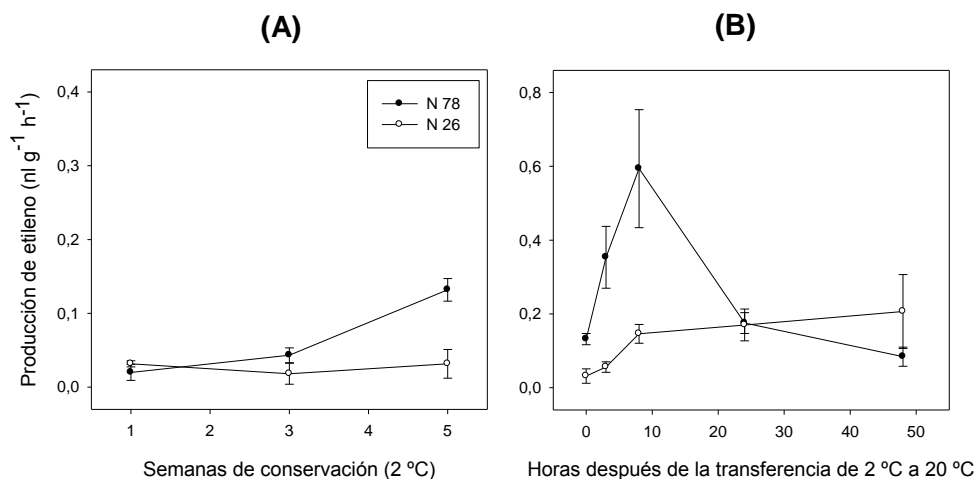 (A)
(B)
Producción de etileno (nl g-1 h-1)
0,4
0,3
0,2
0,1
0,0
N 78
N 26
1 2 3 4 5
Semanas de conservación (2 ºC)
0,8
0,6
0,4
0,2
0,0
0 10 20 30 40 50
Horas después de la transferencia de 2 ºC a 20 ºC